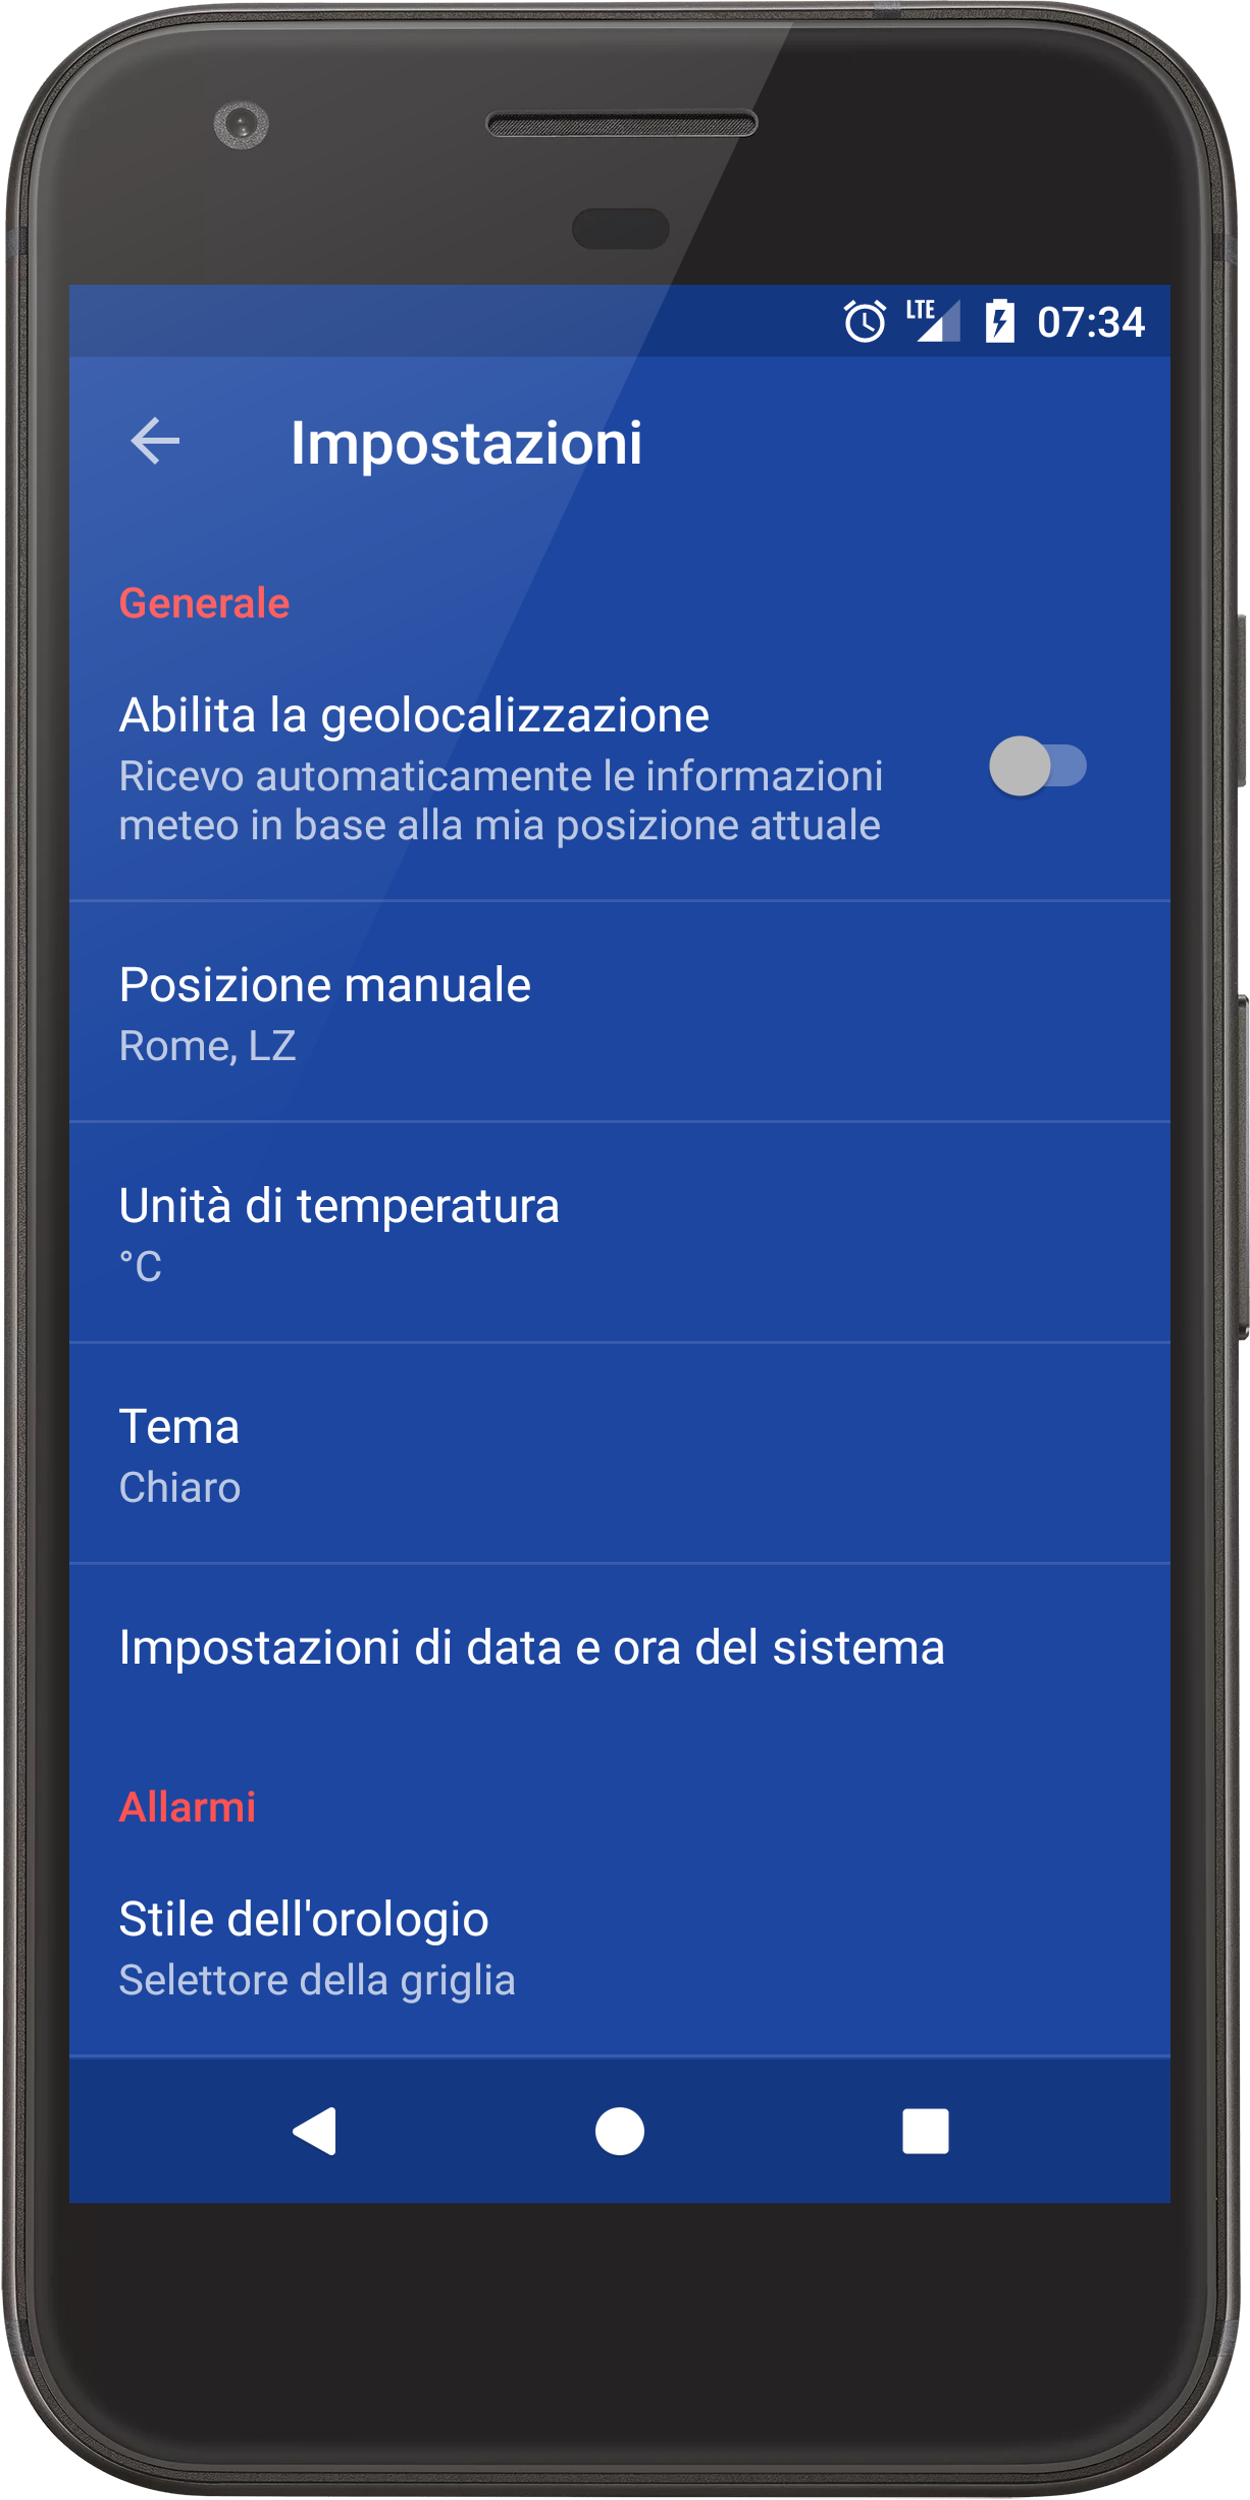 LTE
07:34
Impostazioni
Generale
Abilita la geolocalizzazione
Ricevo automaticamente le informazioni
meteo in base alla mia posizione attuale
Posizione manuale
Rome, LZ
Unità di temperatura
°C
Tema
Chiaro
Impostazioni di data e ora del sistema
Allarmi
Stile dell'orologio
Selettore della griglia